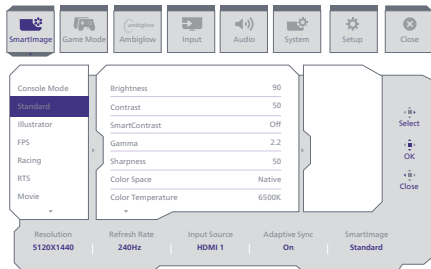 SmartImage
Game Mode
Ambiglow
Ambiglow
Input
Audio
System
Setup
Close
Console Mode
Standard
Illustrator
FPS
Racing
RTS
Movie
Brightness 90
Contrast 50
SmartContrast Off
Gamma 2.2
Sharpness 50
Color Space Native
Color Temperature 6500K
Select
OK
Close
Resolution Refresh Rate Input Source Adaptive Sync SmartImage
5120X1440 240Hz HDMI 1 On Standard